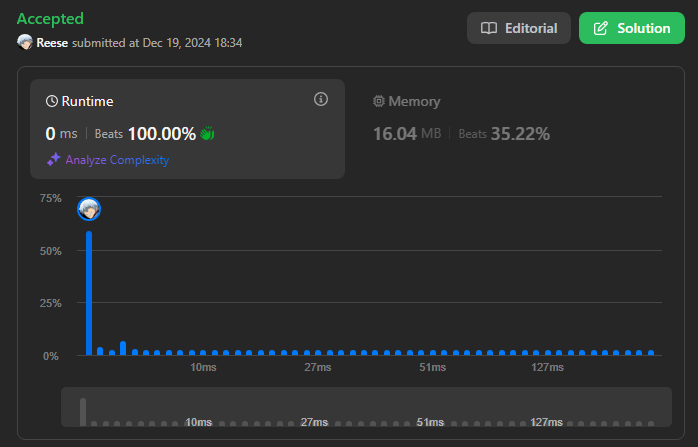 Accepted
Reese submitted at Dec 19, 2024 18:34
Editorial
Solution
Runtime
0 ms | Beats 100.00%
Analyze Complexity
Memory
16.04 MB | Beats 35.22%
75%
50%
25%
0%
10ms 27ms 51ms 127ms
10ms 27ms 51ms 127ms